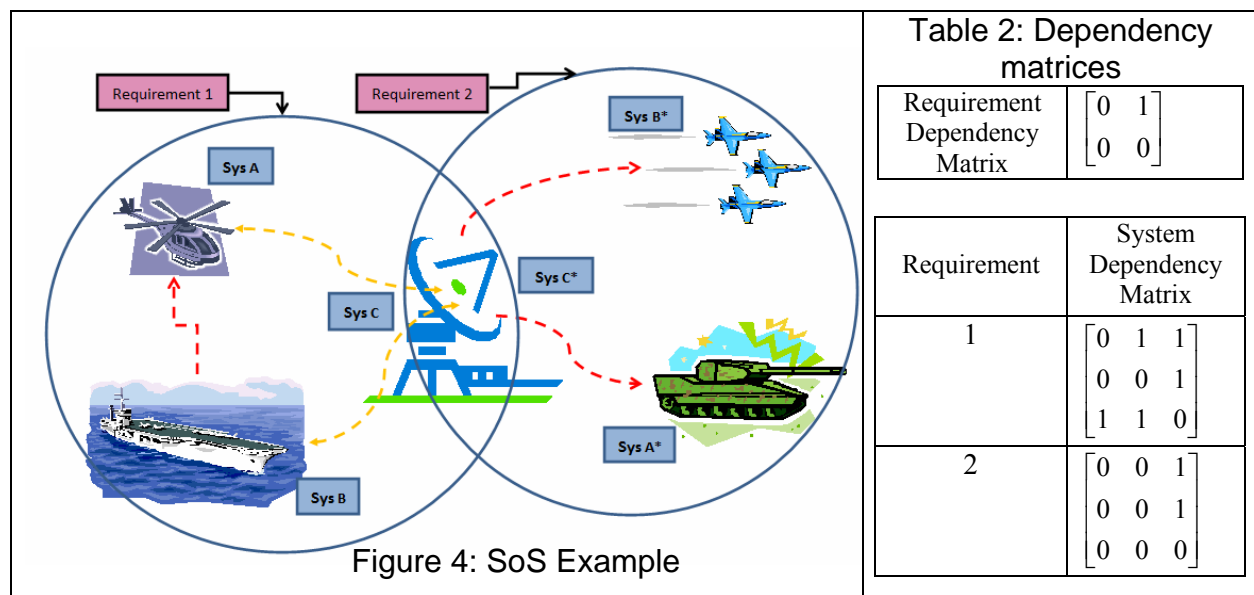 Requirement 1
Requirement 2
Sys B*
Sys A
Sys C*
Sys C
Sys A*
Sys B
Figure 4: SoS Example
Table 2: Dependency
matrices
Requirement
Dependency
Matrix
0 1
0 0
Requirement
System
Dependency
Matrix
1
0 1 1
0 0 1
1 1 0
2
0 0 1
0 0 1
0 0 0